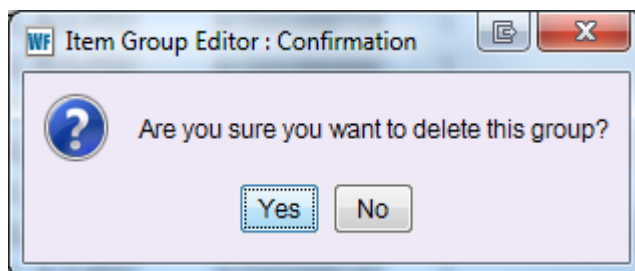 WF Item Group Editor : Confirmation
Are you sure you want to delete this group?
Yes No